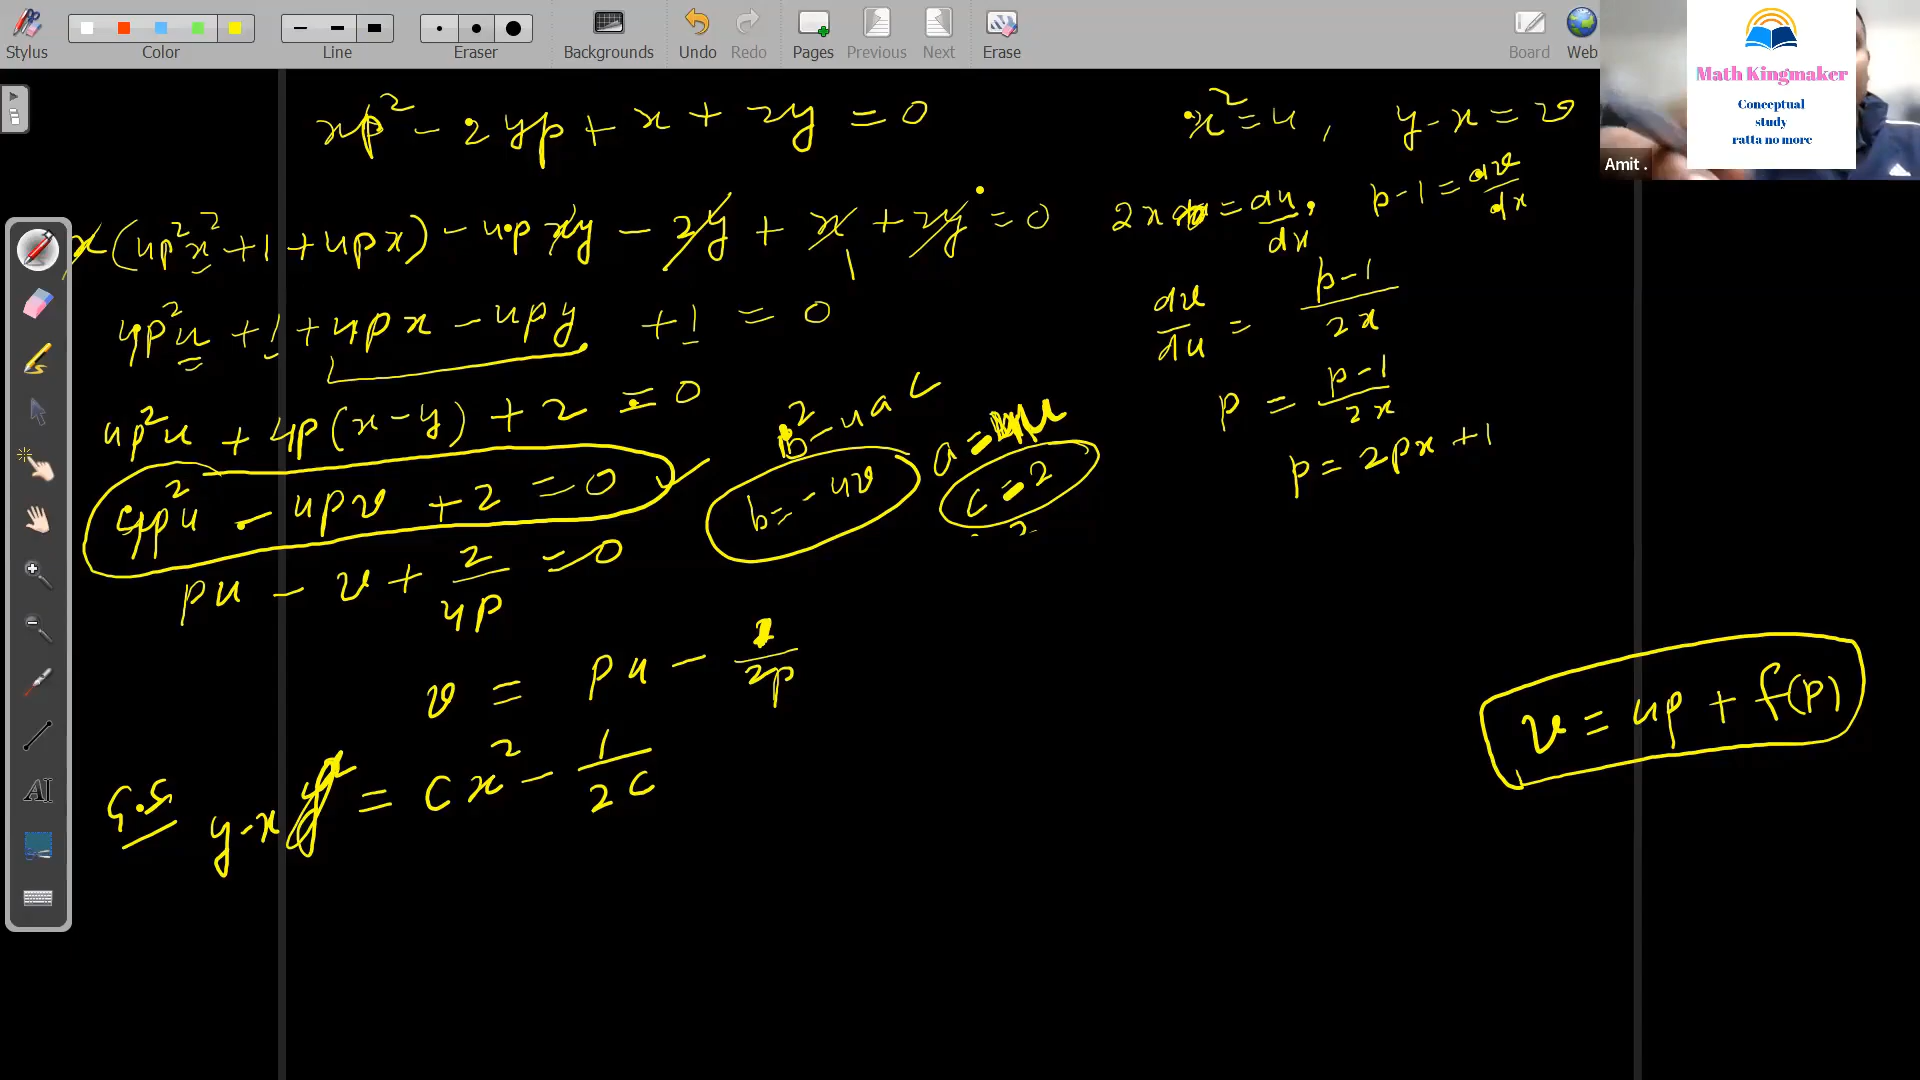 Stylus
Color
Line
Eraser
Backgrounds
Undo
Redo
Pages
Previous
Next
Erase
Board
Web
Math Kingmaker
Conceptual
study
ratta no more
Amit .
xp² - 2yp + x + 2y = 0
x² = u , y - x = v
x(4p²x² + 1 + 4px) - 4pxy - 2y + x + 2y = 0
1
2x = du/dx, p - 1 = dv/dx
4p²u + 1 + 4px - 4py + 1 = 0
dv/du = (p-1)/2x
4p²u + 4p(x-y) + 2 = 0
b² - 4ac
p = (p-1)/2x
4p²u - 4pv + 2 = 0
b = -4v
a =
c = 2
p = 2px + 1
pu - v + 2/4p = 0
v = pu - 1/2p
v = up + f(p)
G.S
y-x = cx² - 1/2c